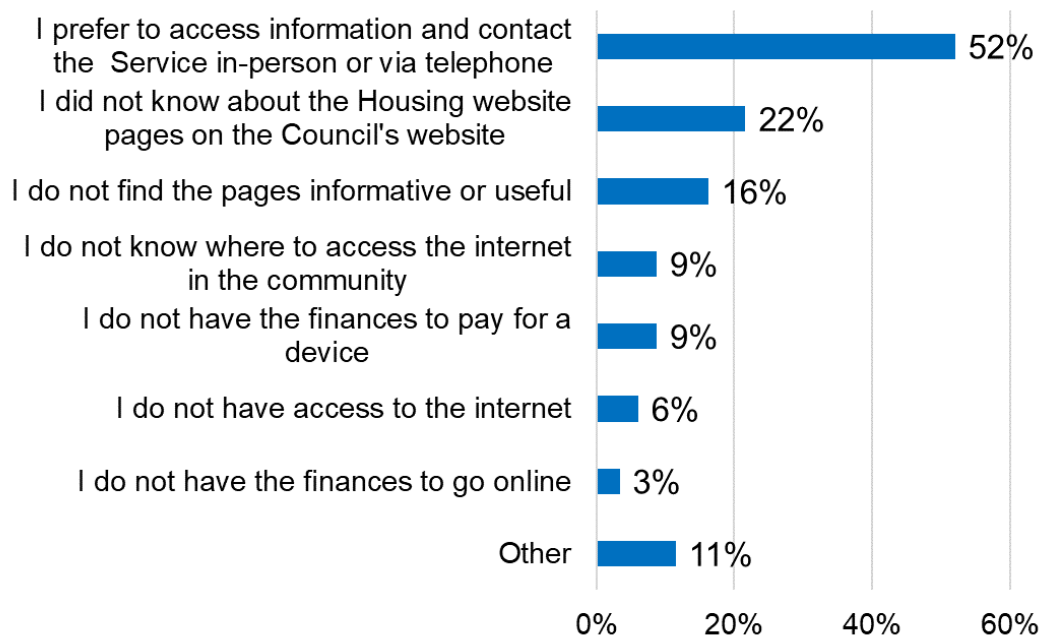 I prefer to access information and contact
the  Service in-person or via telephone
52%
I did not know about the Housing website
pages on the Council's website
22%
I do not find the pages informative or useful
16%
I do not know where to access the internet
in the community
9%
I do not have the finances to pay for a
device
9%
I do not have access to the internet
6%
I do not have the finances to go online
3%
Other
11%
0% 20% 40% 60%